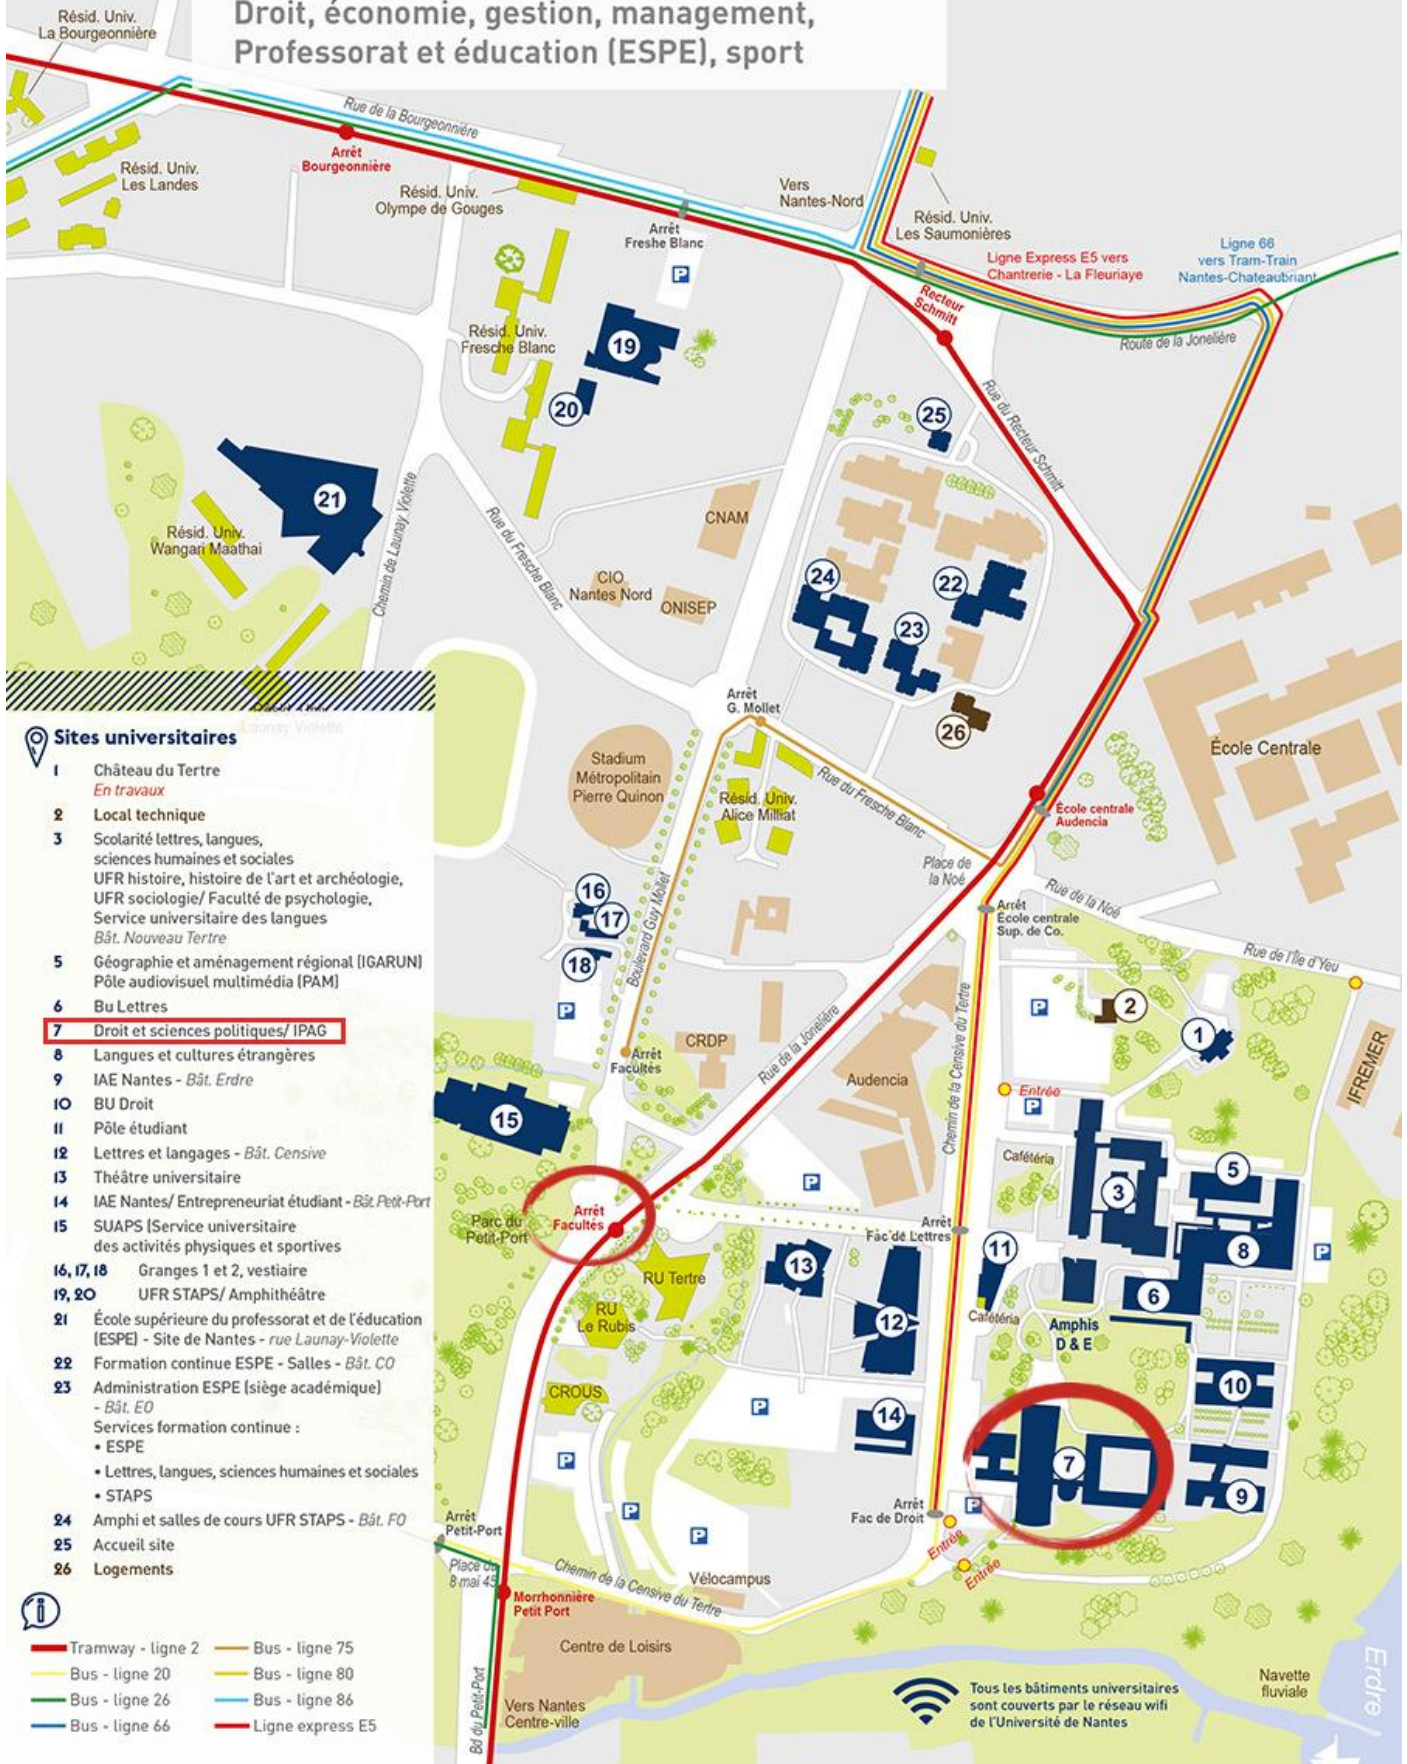 Droit, économie, gestion, management,
Professorat et éducation (ESPE), sport
Résid. Univ.
La Bourgeonnière
Rue de la Bourgeonnière
Arrêt
Bourgeonnière
Résid. Univ.
Les Landes
Résid. Univ.
Olympe de Gouges
Arrêt
Freshe Blanc
P
Vers
Nantes-Nord
Résid. Univ.
Les Saumonières
Ligne Express E5 vers
Chantrerie - La Fleuriaye
Ligne 66
vers Tram-Train
Nantes-Chateaubriant
Recteur
Schmitt
Route de la Jonelière
Rue du Recteur Schmitt
Résid. Univ.
Fresche Blanc
19
20
25
21
Résid. Univ.
Wangari Maathai
Chemin de Launay Violette
Rue du Fresche Blanc
CNAM
CIO
Nantes Nord
ONISEP
24
22
23
26
Launay Violette
Arrêt
G. Mollet
Stadium
Métropolitain
Pierre Quinon
Résid. Univ.
Alice Milliat
Rue du Fresche Blanc
École Centrale
École centrale
Audencia
Place de
la Noé
Rue de la Noé
Arrêt
École centrale
Sup. de Co.
Rue de l'Île d'Yeu
16
17
18
Boulevard Guy Mollet
P
Arrêt
Facultés
CRDP
Rue de la Jonelière
Audencia
Chemin de la Censive du Tertre
P
2
1
IFREMER
Entrée
P
15
Cafétéria
3
5
8
P
P
Parc du
Petit-Port
Arrêt
Facultés
Arrêt
Fac de Lettres
11
13
RU Tertre
RU
Le Rubis
12
6
Cafétéria
Amphis
D & E
CROUS
P
14
10
P
7
9
P
P
P
Arrêt
Fac de Droit
Entrée
Entrée
Arrêt
Petit-Port
Place du
8 mai 45
Chemin de la Censive du Tertre
Vélocampus
Morrhonnière
Petit Port
Centre de Loisirs
Bd du Petit-Port
Vers Nantes
Centre-ville
Tous les bâtiments universitaires
sont couverts par le réseau wifi
de l'Université de Nantes
Navette
fluviale
Erdre
Sites universitaires
1 Château du Tertre
En travaux
2 Local technique
3 Scolarité lettres, langues,
sciences humaines et sociales
UFR histoire, histoire de l'art et archéologie,
UFR sociologie/ Faculté de psychologie,
Service universitaire des langues
Bât. Nouveau Tertre
5 Géographie et aménagement régional (IGARUN)
Pôle audiovisuel multimédia (PAM)
6 Bu Lettres
7 Droit et sciences politiques/ IPAG
8 Langues et cultures étrangères
9 IAE Nantes - Bât. Erdre
10 BU Droit
11 Pôle étudiant
12 Lettres et langages - Bât. Censive
13 Théâtre universitaire
14 IAE Nantes/ Entrepreneuriat étudiant - Bât. Petit-Port
15 SUAPS (Service universitaire
des activités physiques et sportives
16, 17, 18 Granges 1 et 2, vestiaire
19, 20 UFR STAPS/ Amphithéâtre
21 École supérieure du professorat et de l'éducation
(ESPE) - Site de Nantes - rue Launay-Violette
22 Formation continue ESPE - Salles - Bât. CO
23 Administration ESPE (siège académique)
- Bât. EO
Services formation continue :
• ESPE
• Lettres, langues, sciences humaines et sociales
• STAPS
24 Amphi et salles de cours UFR STAPS - Bât. FO
25 Accueil site
26 Logements
i
Tramway - ligne 2
Bus - ligne 20
Bus - ligne 26
Bus - ligne 66
Bus - ligne 75
Bus - ligne 80
Bus - ligne 86
Ligne express E5